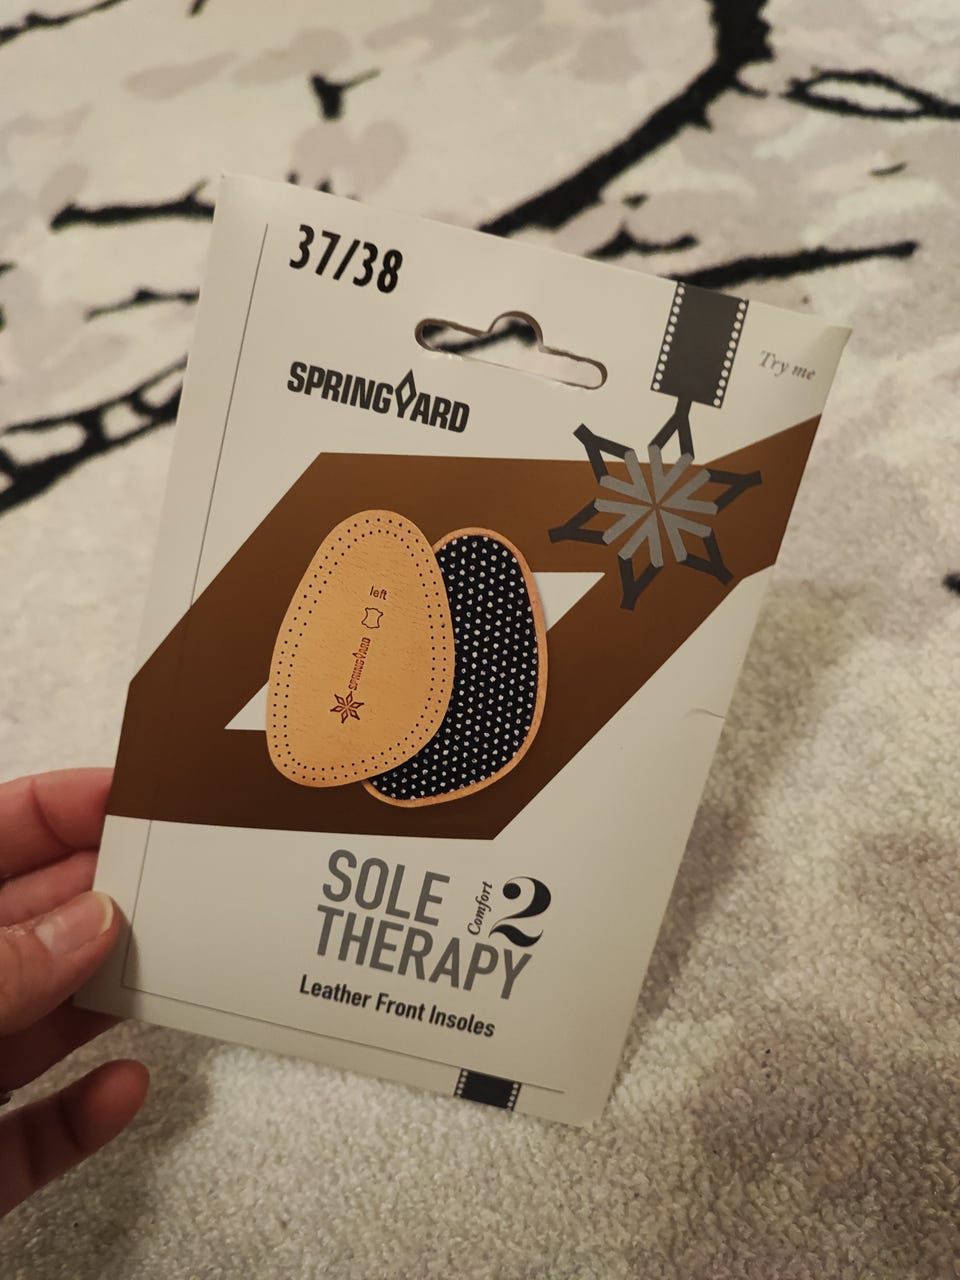 37/38
SPRINGYARD
Try me
left
SPRINGYARD
SOLE
THERAPY
Comfort 2
Leather Front Insoles